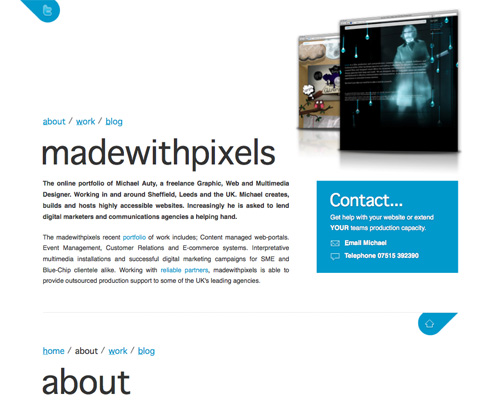 about / work / blog
madewithpixels
The online portfolio of Michael Auty, a freelance Graphic, Web and Multimedia
Designer. Working in and around Sheffield, Leeds and the UK. Michael creates,
builds and hosts highly accessible websites. Increasingly he is asked to lend
digital marketers and communications agencies a helping hand.
The madewithpixels recent portfolio of work includes; Content managed web-portals.
Event Management, Customer Relations and E-commerce systems. Interpretative
multimedia installations and successful digital marketing campaigns for SME and
Blue-Chip clientele alike. Working with reliable partners, madewithpixels is able to
provide outsourced production support to some of the UK's leading agencies.
Contact...
Get help with your website or extend
YOUR teams production capacity.
Email Michael
Telephone 07515 392390
home / about / work / blog
about